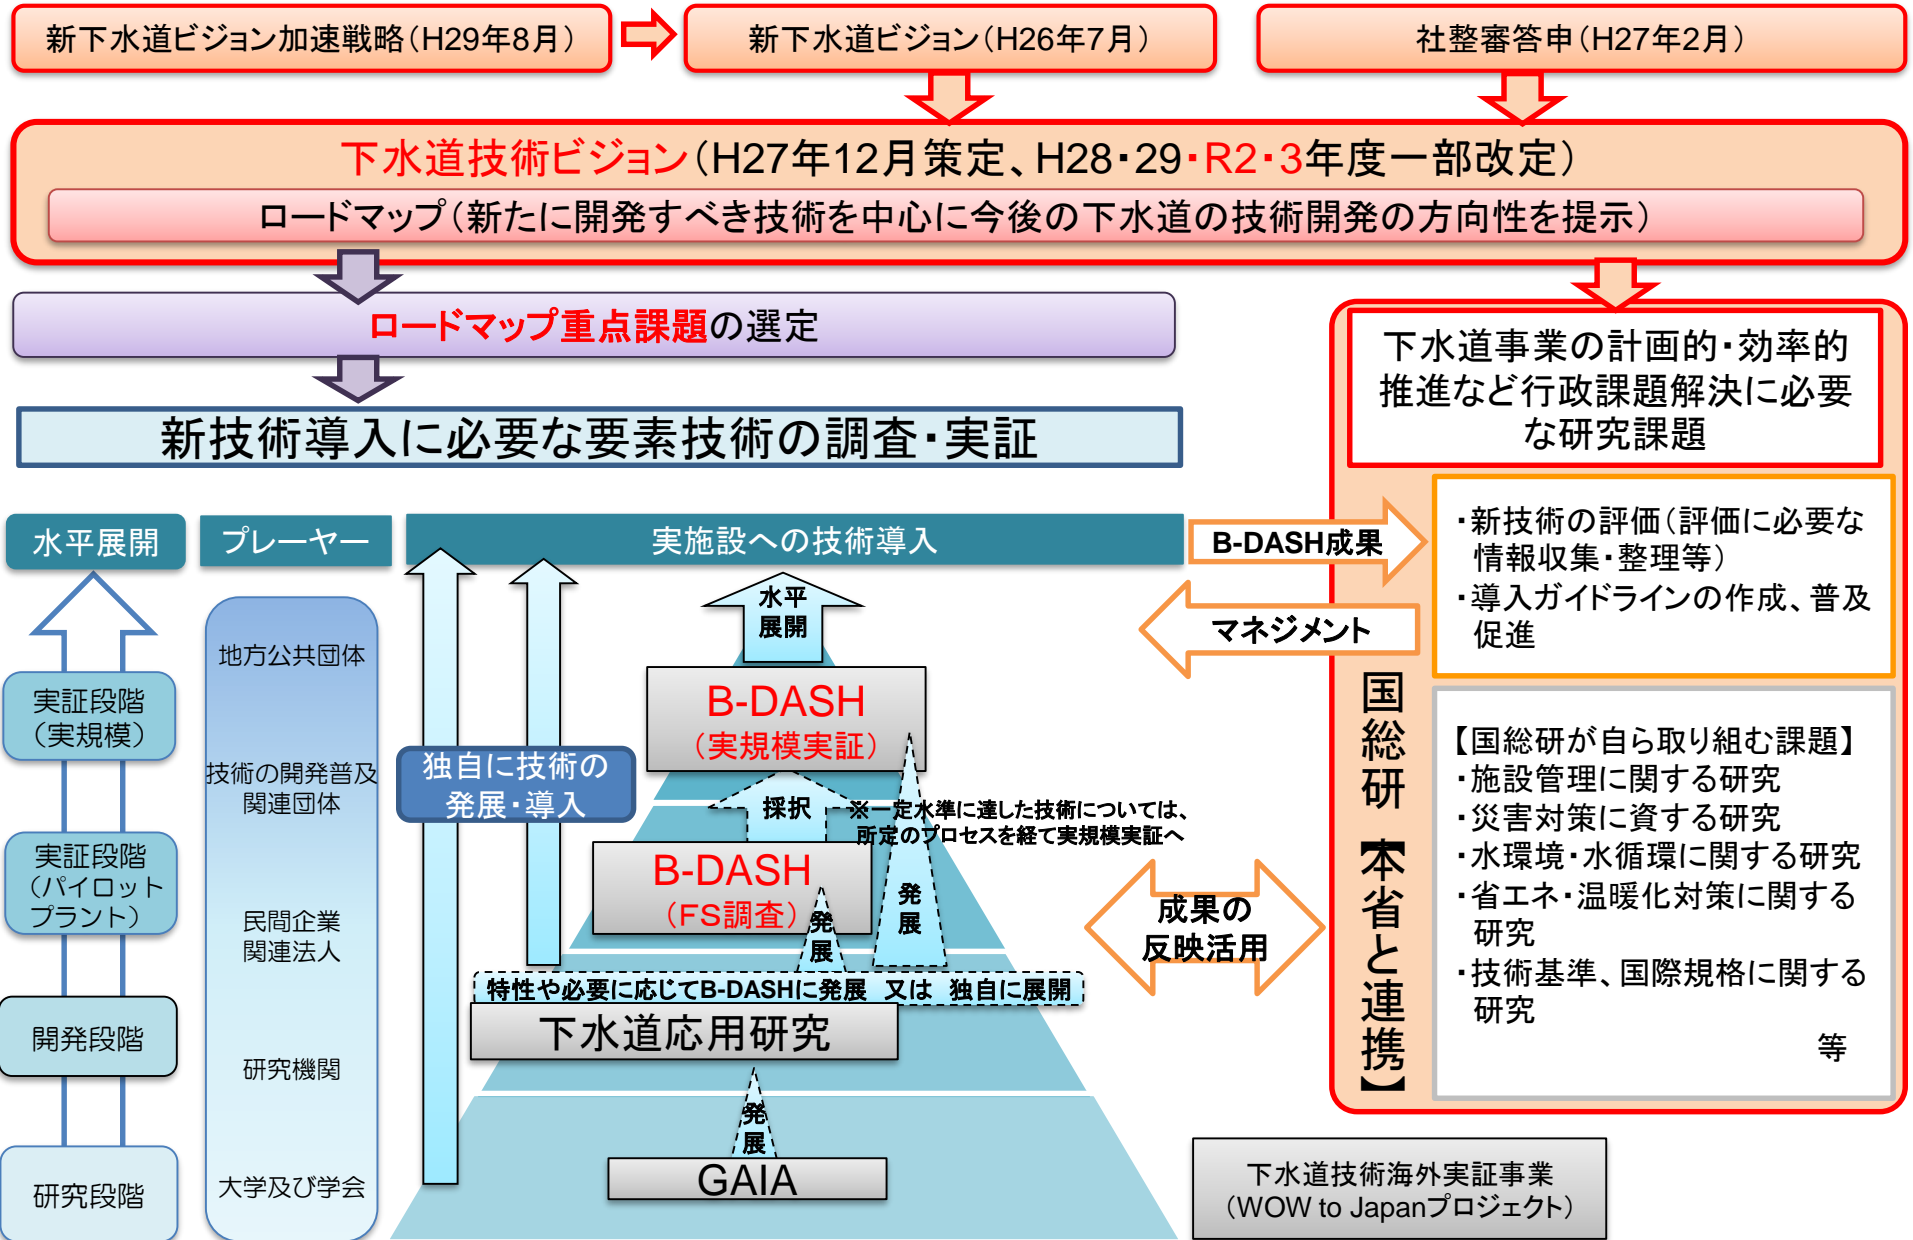 新下水道ビジョン加速戦略（H29年8月）
新下水道ビジョン（H26年7月）
社整審答申（H27年2月）
下水道技術ビジョン（H27年12月策定、H28・29・R2・3年度一部改定）
ロードマップ（新たに開発すべき技術を中心に今後の下水道の技術開発の方向性を提示）
ロードマップ重点課題の選定
新技術導入に必要な要素技術の調査・実証
水平展開
実証段階
（実規模）
実証段階
（パイロット
プラント）
開発段階
研究段階
プレーヤー
地方公共団体
技術の開発普及
関連団体
民間企業
関連法人
研究機関
大学及び学会
実施設への技術導入
水平
展開
B-DASH
（実規模実証）
独自に技術の
発展・導入
採択
※一定水準に達した技術については、
所定のプロセスを経て実規模実証へ
B-DASH
（FS調査）
発
展
発
展
特性や必要に応じてB-DASHに発展 又は 独自に展開
下水道応用研究
発
展
GAIA
B-DASH成果
マネジメント
成果の
反映活用
下水道事業の計画的・効率的
推進など行政課題解決に必要
な研究課題
・新技術の評価（評価に必要な
情報収集・整理等）
・導入ガイドラインの作成、普及
促進
国総研【本省と連携】
【国総研が自ら取り組む課題】
・施設管理に関する研究
・災害対策に資する研究
・水環境・水循環に関する研究
・省エネ・温暖化対策に関する
研究
・技術基準、国際規格に関する
研究
等
下水道技術海外実証事業
（WOW to Japanプロジェクト）